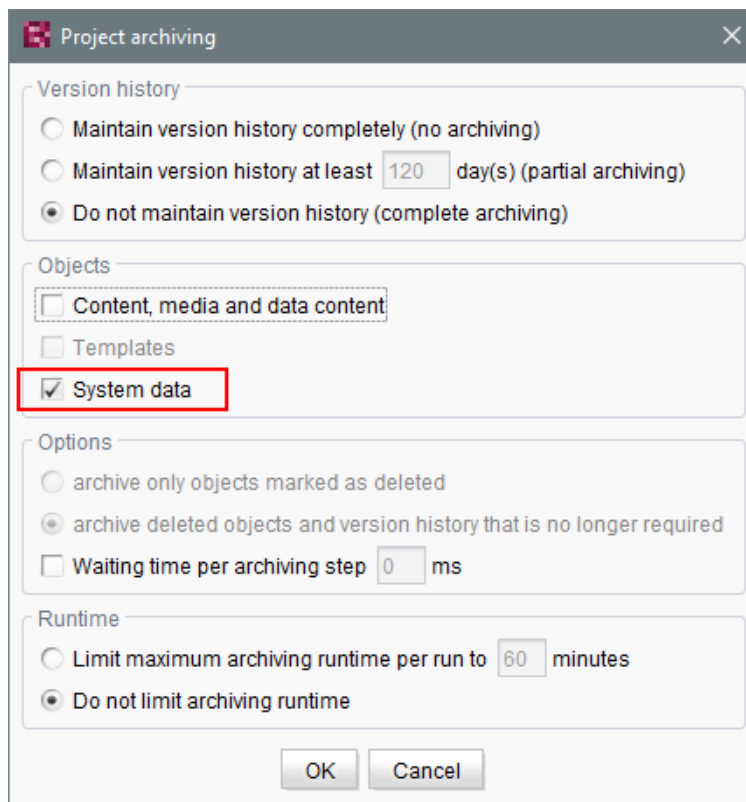 Project archiving
Version history
Maintain version history completely (no archiving)
Maintain version history at least 120 day(s) (partial archiving)
Do not maintain version history (complete archiving)
Objects
Content, media and data content
Templates
System data
Options
archive only objects marked as deleted
archive deleted objects and version history that is no longer required
Waiting time per archiving step 0 ms
Runtime
Limit maximum archiving runtime per run to 60 minutes
Do not limit archiving runtime
OK Cancel